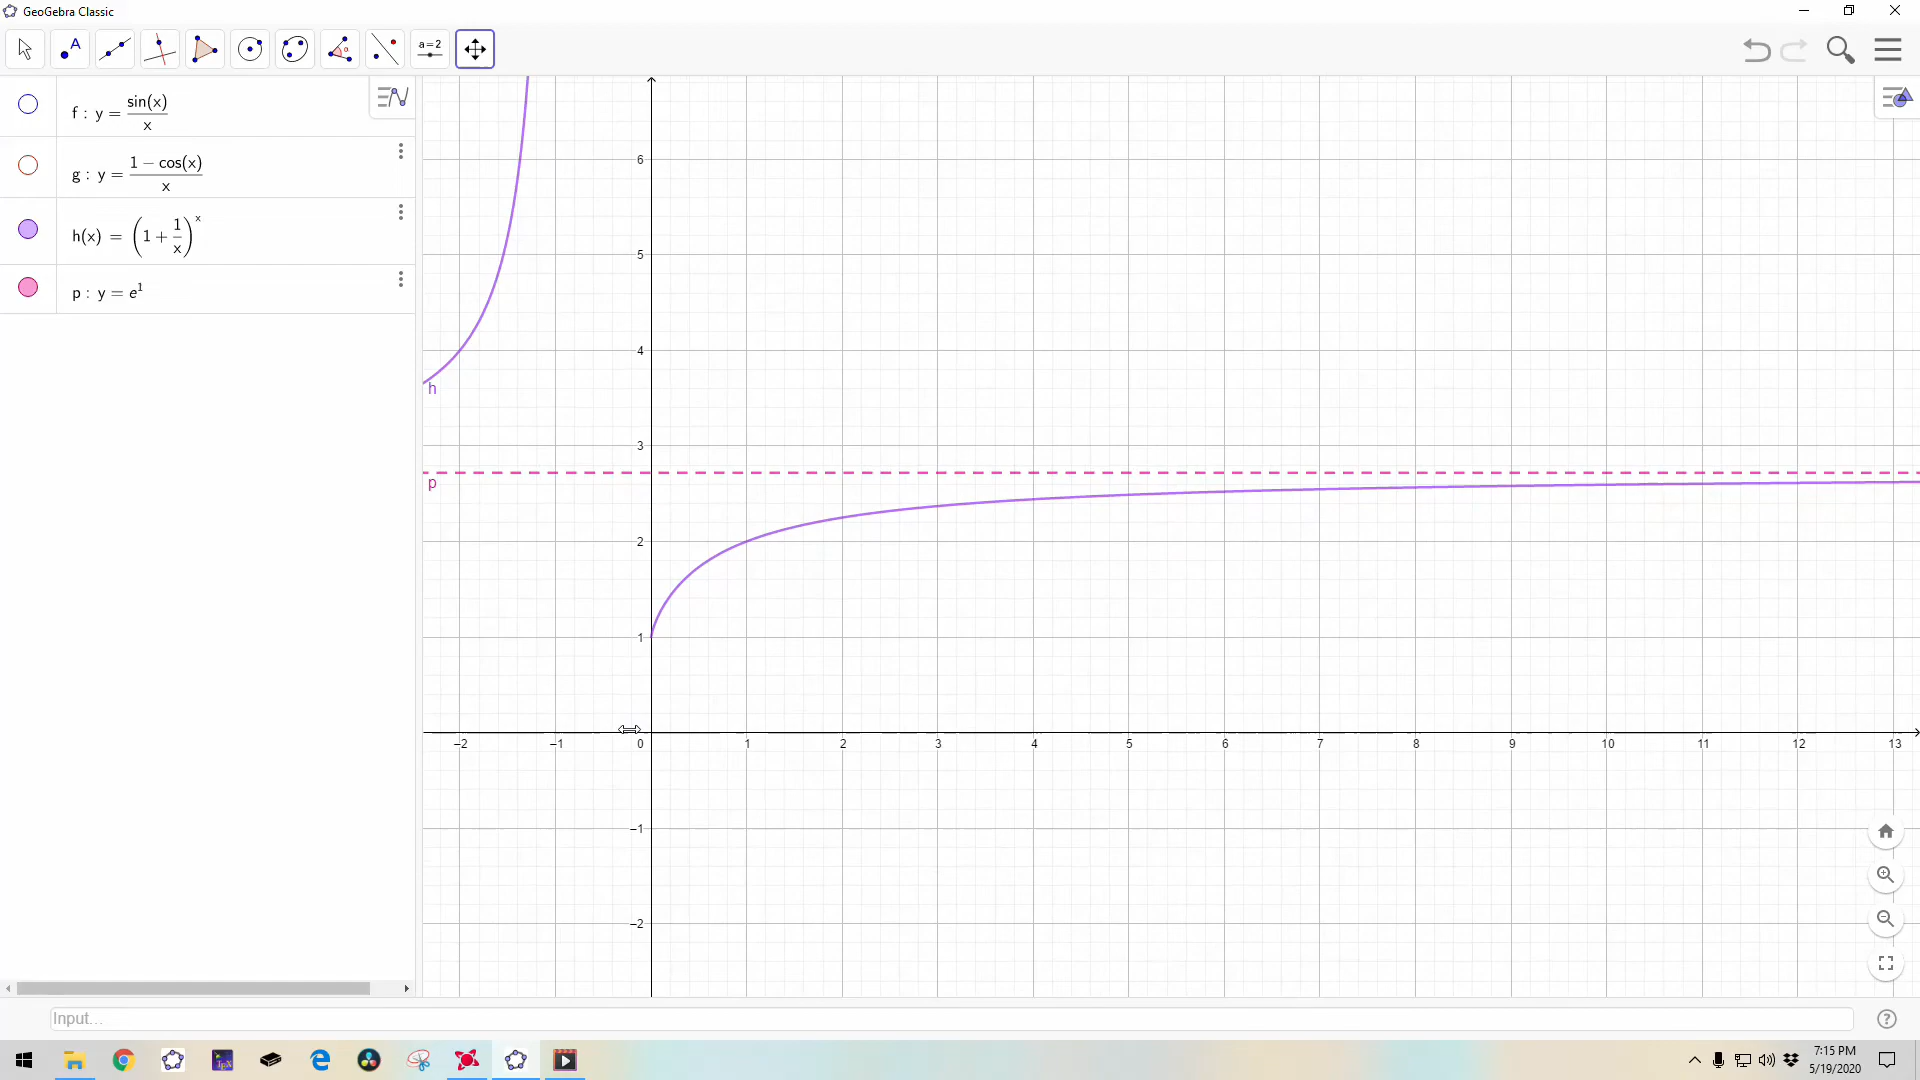 GeoGebra Classic
A
a=2
f : y = sin(x)/x
g : y = (1 − cos(x))/x
h(x) = (1 + 1/x)^x
p : y = e^1
6
5
4
h
3
p
2
1
−2 −1 0 1 2 3 4 5 6 7 8 9 10 11 12 13
−1
−2
Input...
7:15 PM
5/19/2020